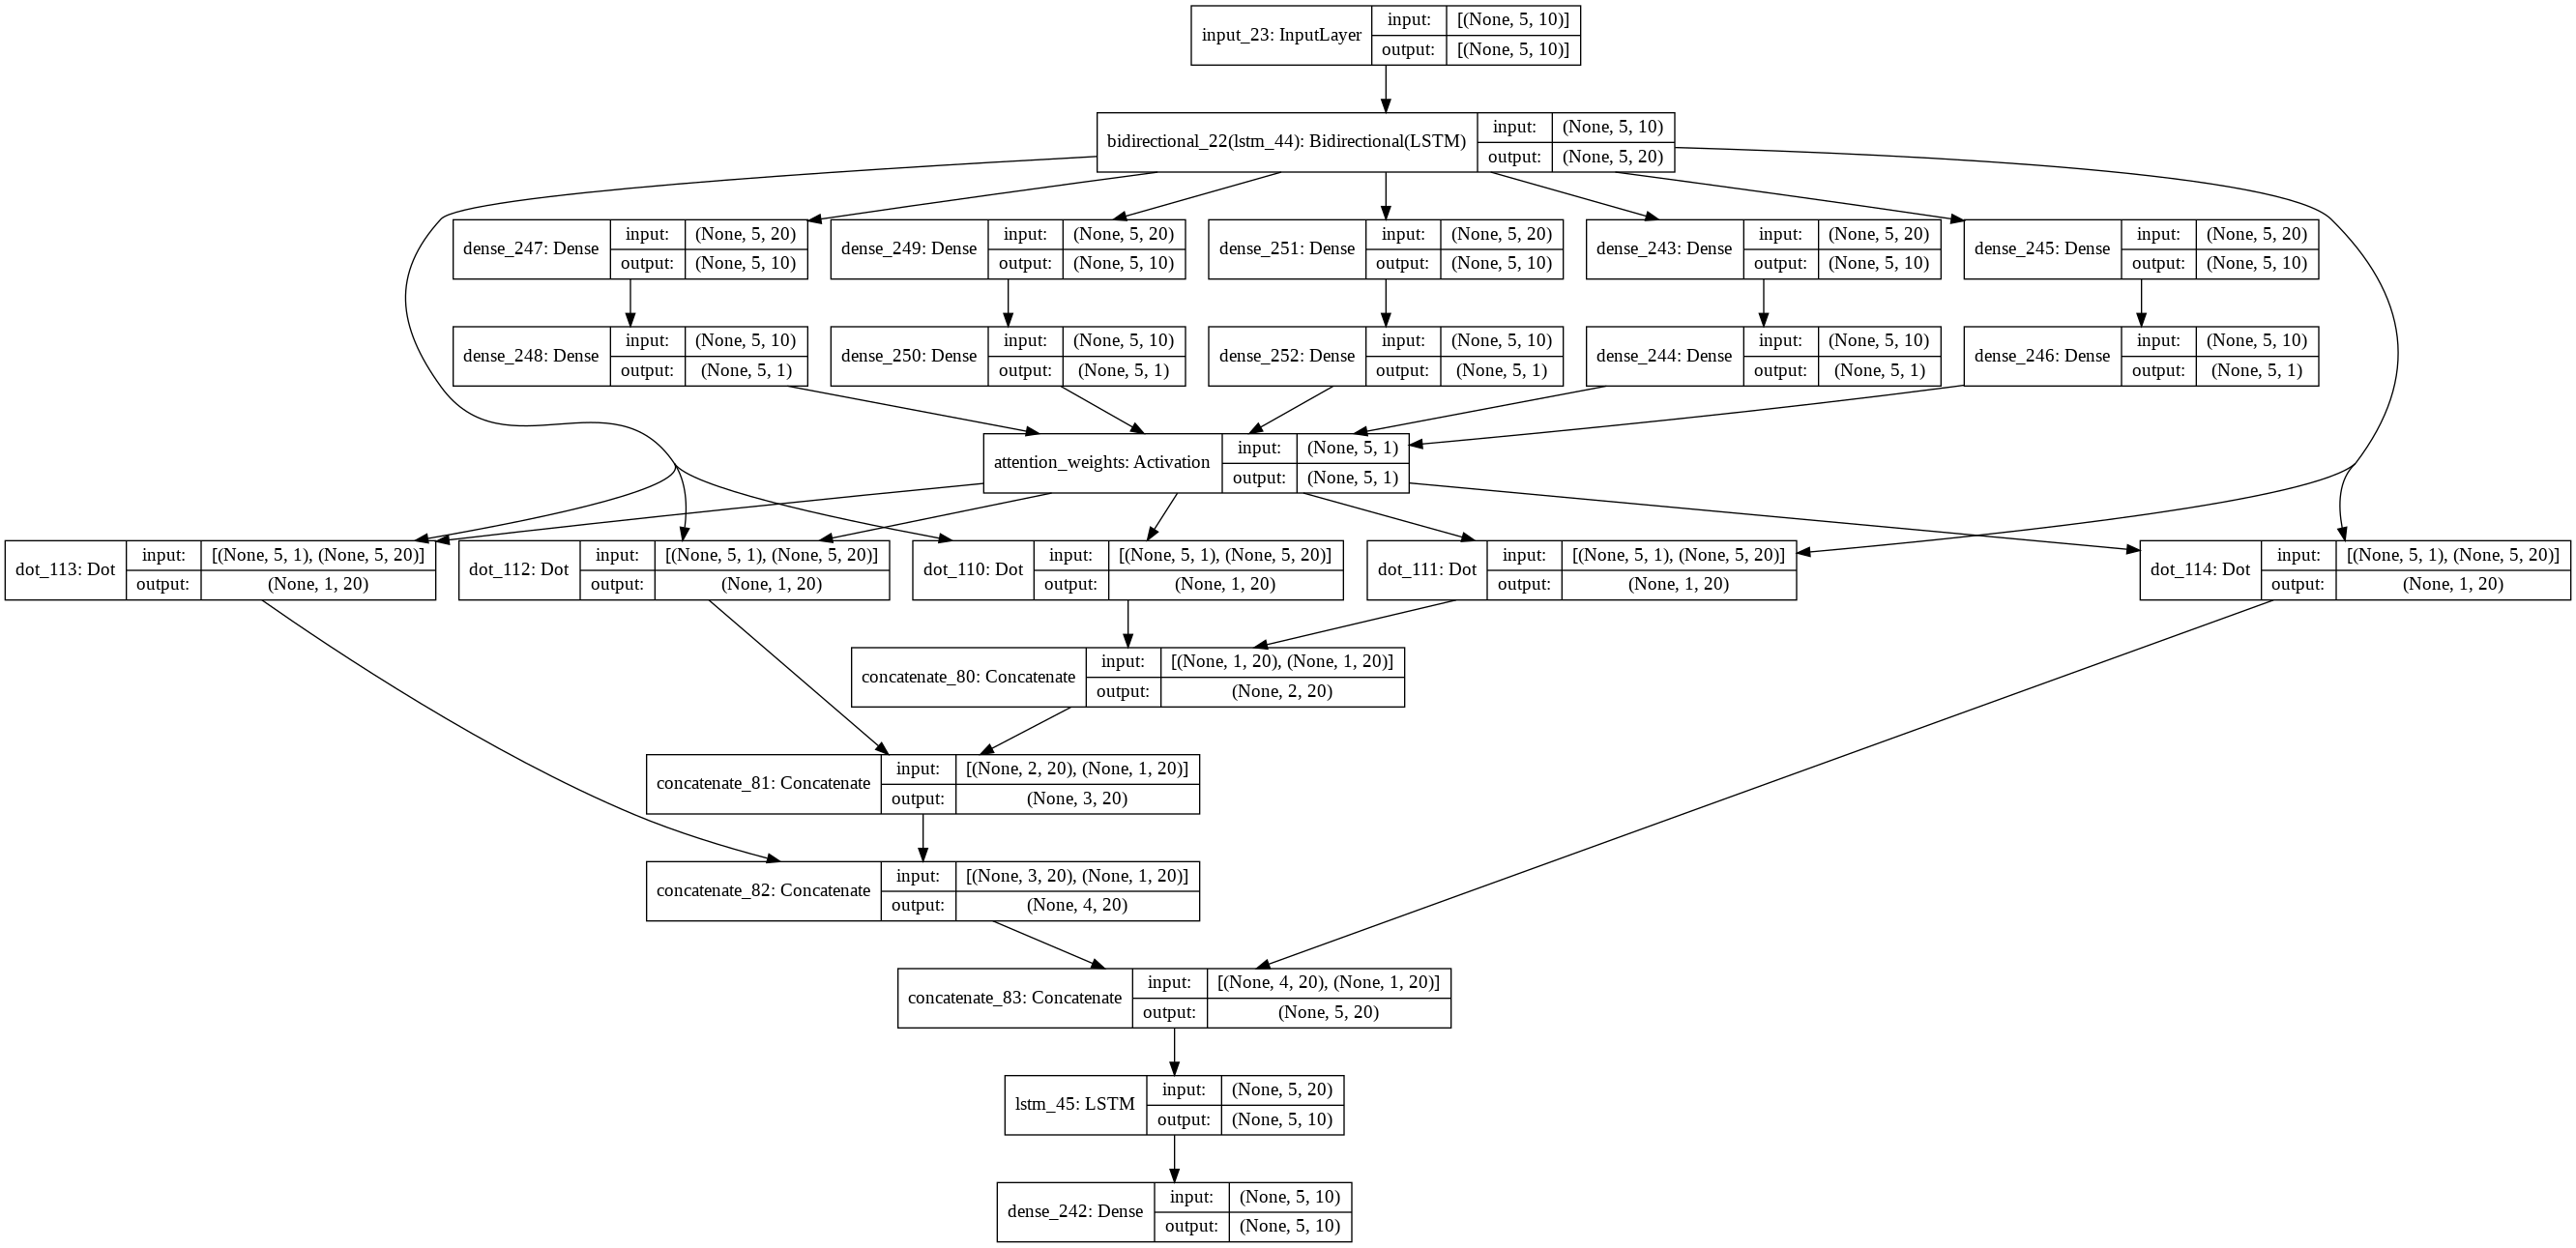 input_23: InputLayer
input: [(None, 5, 10)]
output: [(None, 5, 10)]
bidirectional_22(lstm_44): Bidirectional(LSTM)
input: (None, 5, 10)
output: (None, 5, 20)
dense_247: Dense
input: (None, 5, 20)
output: (None, 5, 10)
dense_249: Dense
input: (None, 5, 20)
output: (None, 5, 10)
dense_251: Dense
input: (None, 5, 20)
output: (None, 5, 10)
dense_243: Dense
input: (None, 5, 20)
output: (None, 5, 10)
dense_245: Dense
input: (None, 5, 20)
output: (None, 5, 10)
dense_248: Dense
input: (None, 5, 10)
output: (None, 5, 1)
dense_250: Dense
input: (None, 5, 10)
output: (None, 5, 1)
dense_252: Dense
input: (None, 5, 10)
output: (None, 5, 1)
dense_244: Dense
input: (None, 5, 10)
output: (None, 5, 1)
dense_246: Dense
input: (None, 5, 10)
output: (None, 5, 1)
attention_weights: Activation
input: (None, 5, 1)
output: (None, 5, 1)
dot_113: Dot
input: [(None, 5, 1), (None, 5, 20)]
output: (None, 1, 20)
dot_112: Dot
input: [(None, 5, 1), (None, 5, 20)]
output: (None, 1, 20)
dot_110: Dot
input: [(None, 5, 1), (None, 5, 20)]
output: (None, 1, 20)
dot_111: Dot
input: [(None, 5, 1), (None, 5, 20)]
output: (None, 1, 20)
dot_114: Dot
input: [(None, 5, 1), (None, 5, 20)]
output: (None, 1, 20)
concatenate_80: Concatenate
input: [(None, 1, 20), (None, 1, 20)]
output: (None, 2, 20)
concatenate_81: Concatenate
input: [(None, 2, 20), (None, 1, 20)]
output: (None, 3, 20)
concatenate_82: Concatenate
input: [(None, 3, 20), (None, 1, 20)]
output: (None, 4, 20)
concatenate_83: Concatenate
input: [(None, 4, 20), (None, 1, 20)]
output: (None, 5, 20)
lstm_45: LSTM
input: (None, 5, 20)
output: (None, 5, 10)
dense_242: Dense
input: (None, 5, 10)
output: (None, 5, 10)